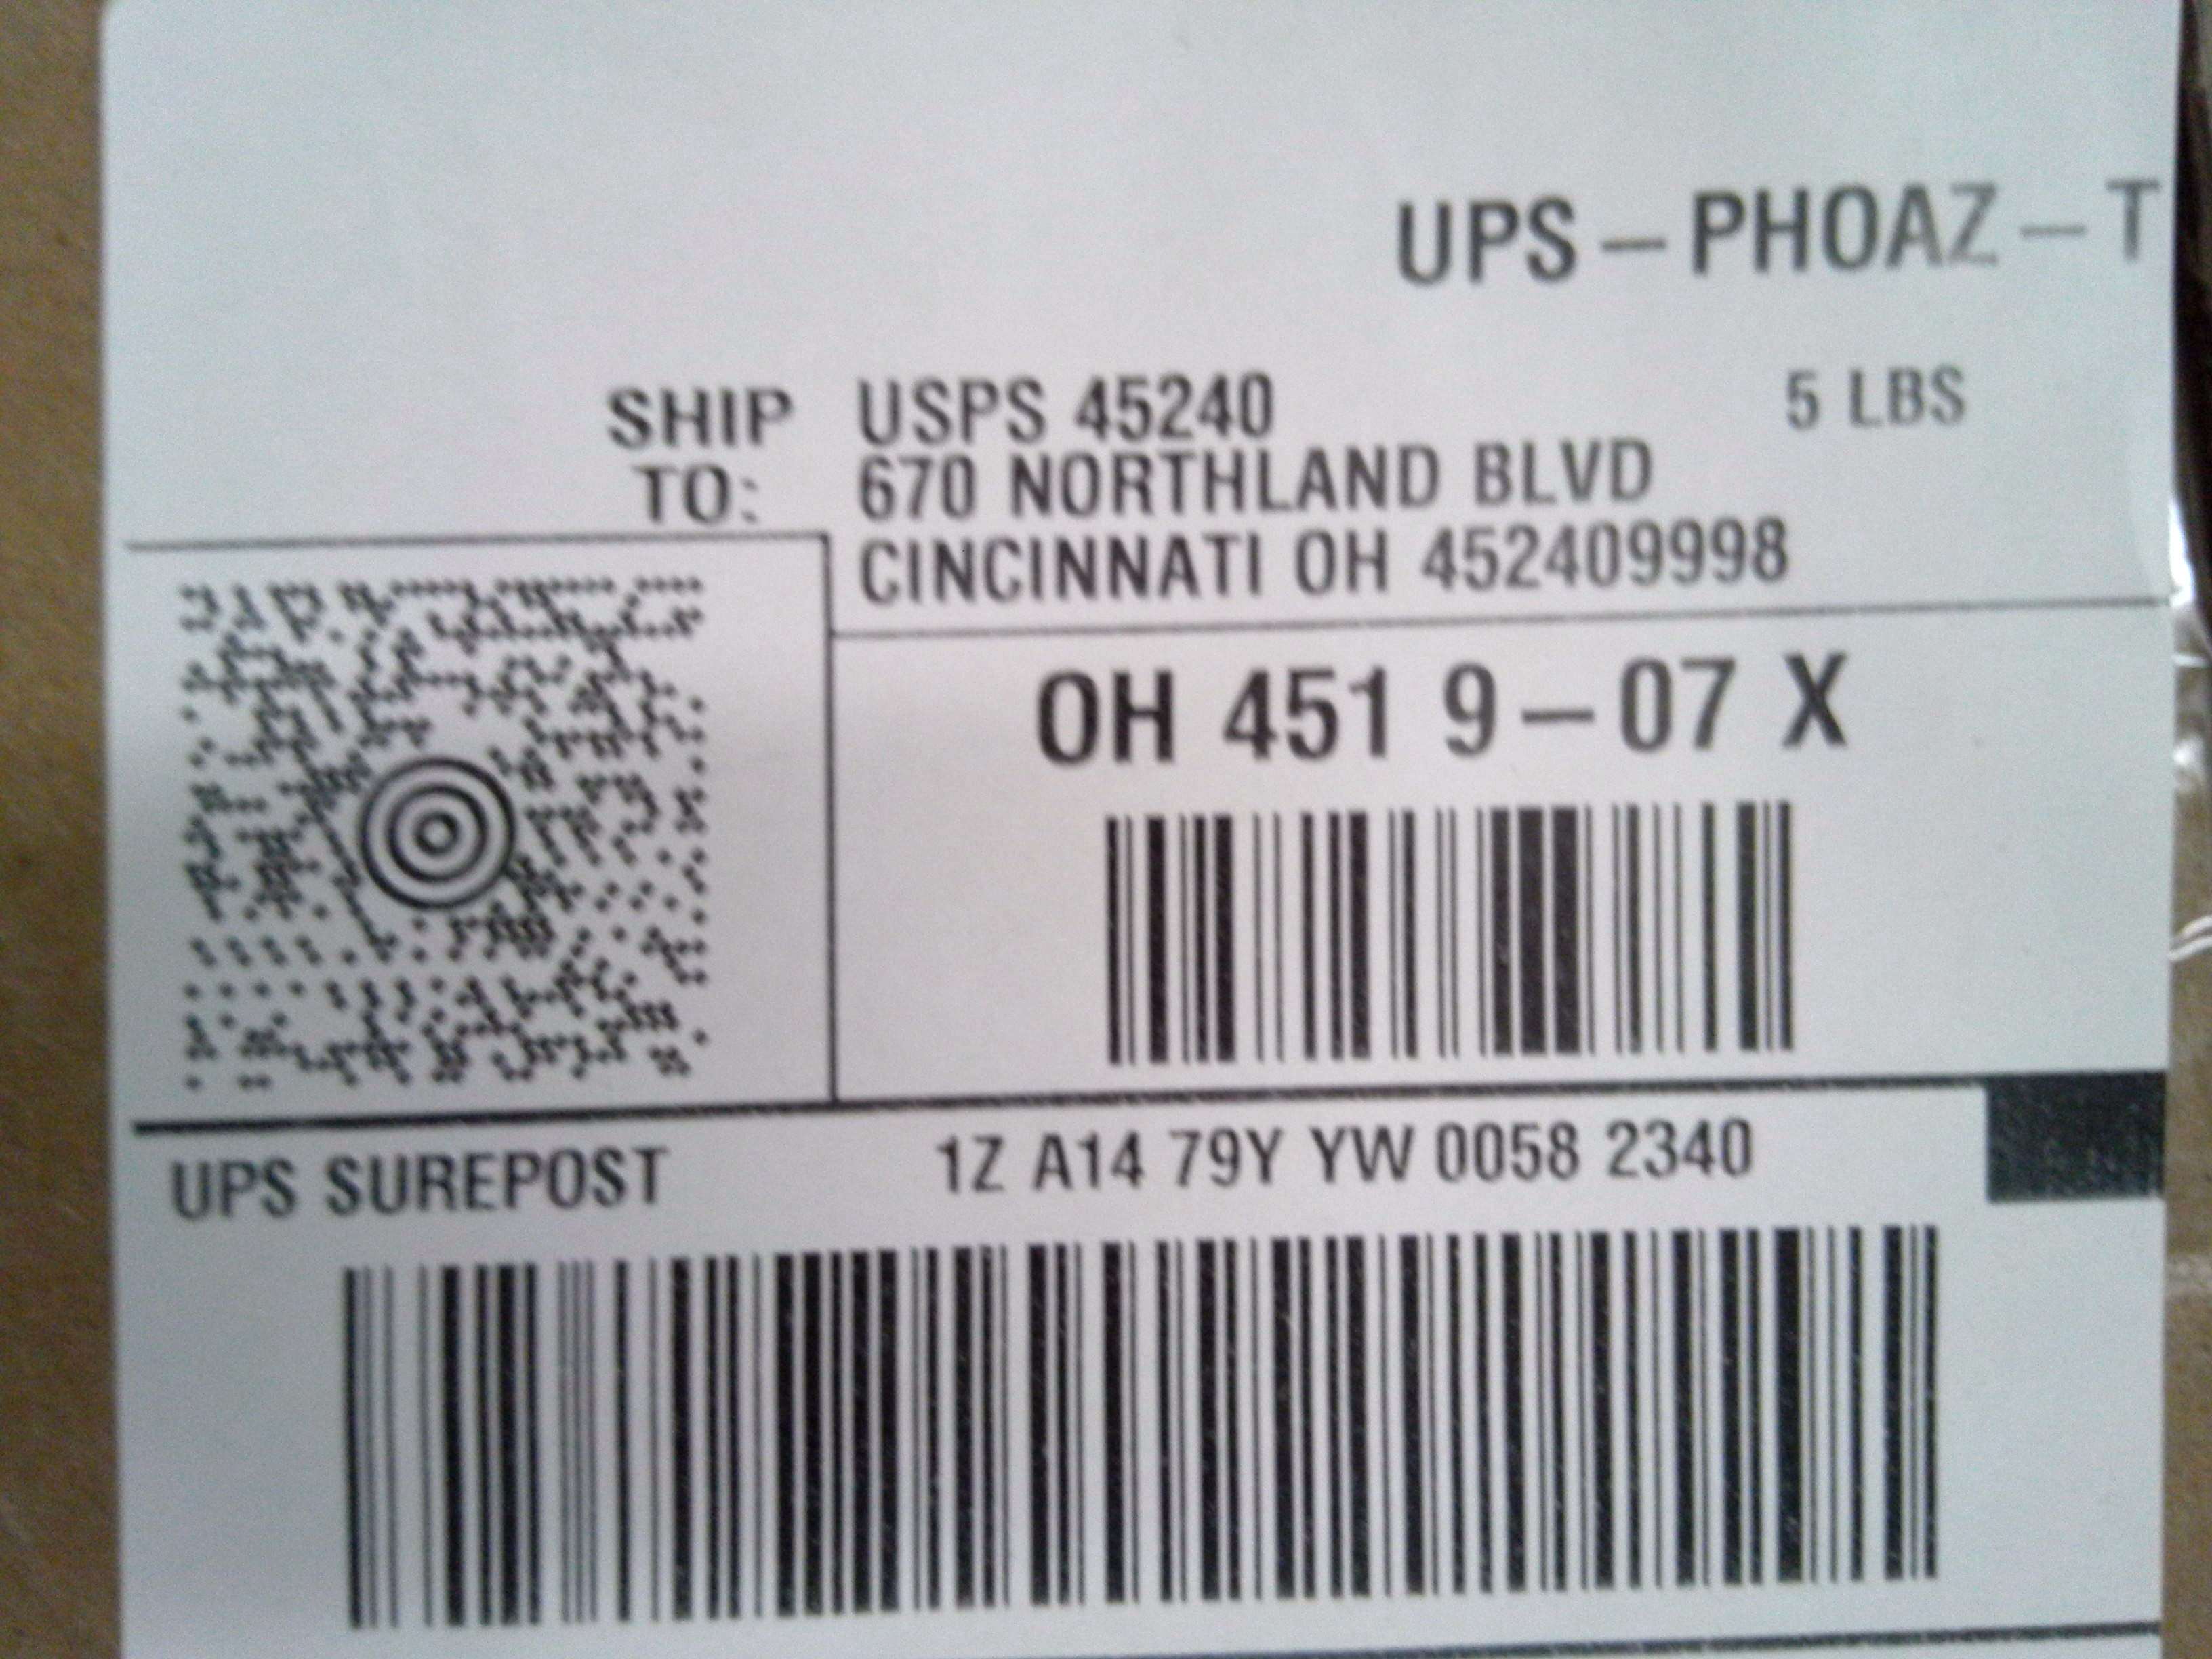 UPS – PHOAZ – T
SHIP TO:
USPS 45240
5 LBS
670 NORTHLAND BLVD
CINCINNATI OH 452409998
OH 451 9 – 07 X
UPS SUREPOST
1Z A14 79Y YW 0058 2340